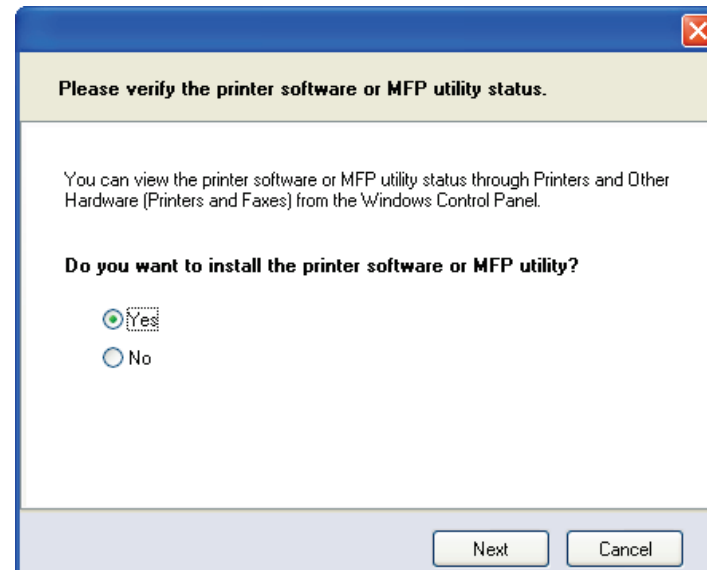 Please verify the printer software or MFP utility status.
You can view the printer software or MFP utility status through Printers and Other
Hardware (Printers and Faxes) from the Windows Control Panel.
Do you want to install the printer software or MFP utility?
Yes
No
Next
Cancel